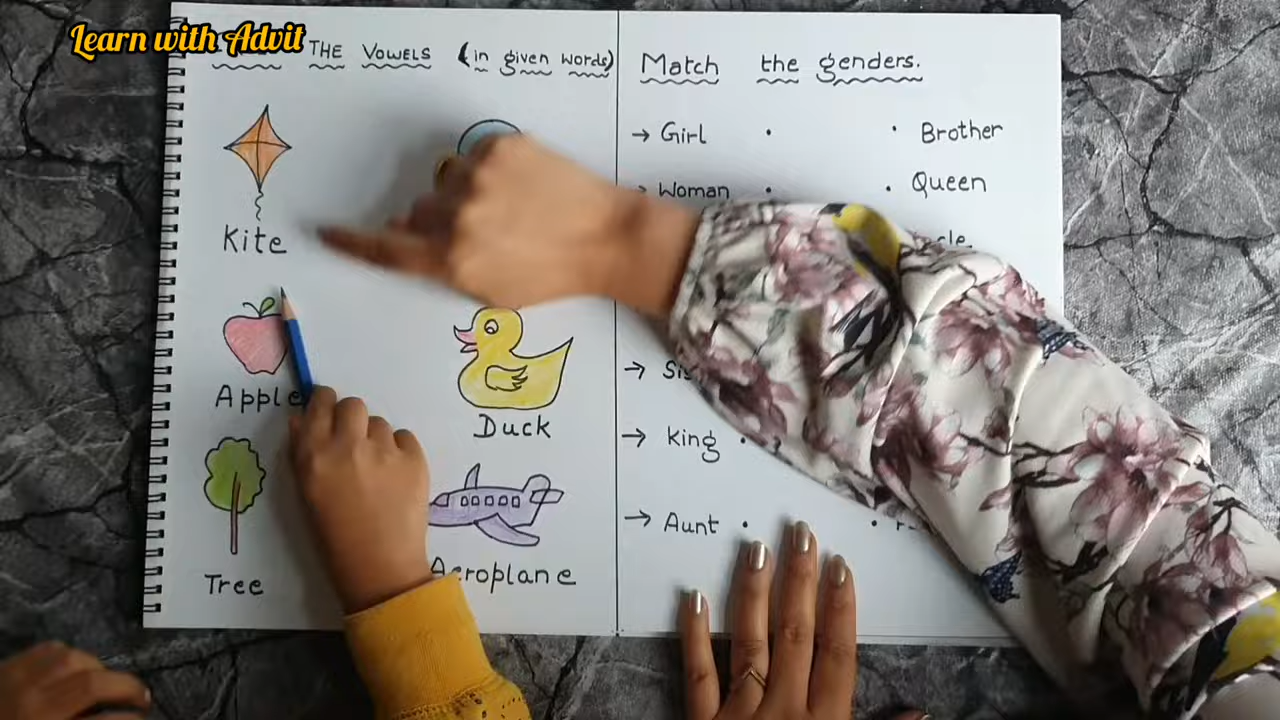 Learn with Advit
THE VOWELS (in given words)
Kite
Apple
Duck
Tree
Aeroplane
Match the genders.
→ Girl
Brother
→ Woman
Queen
→ King
→ Aunt